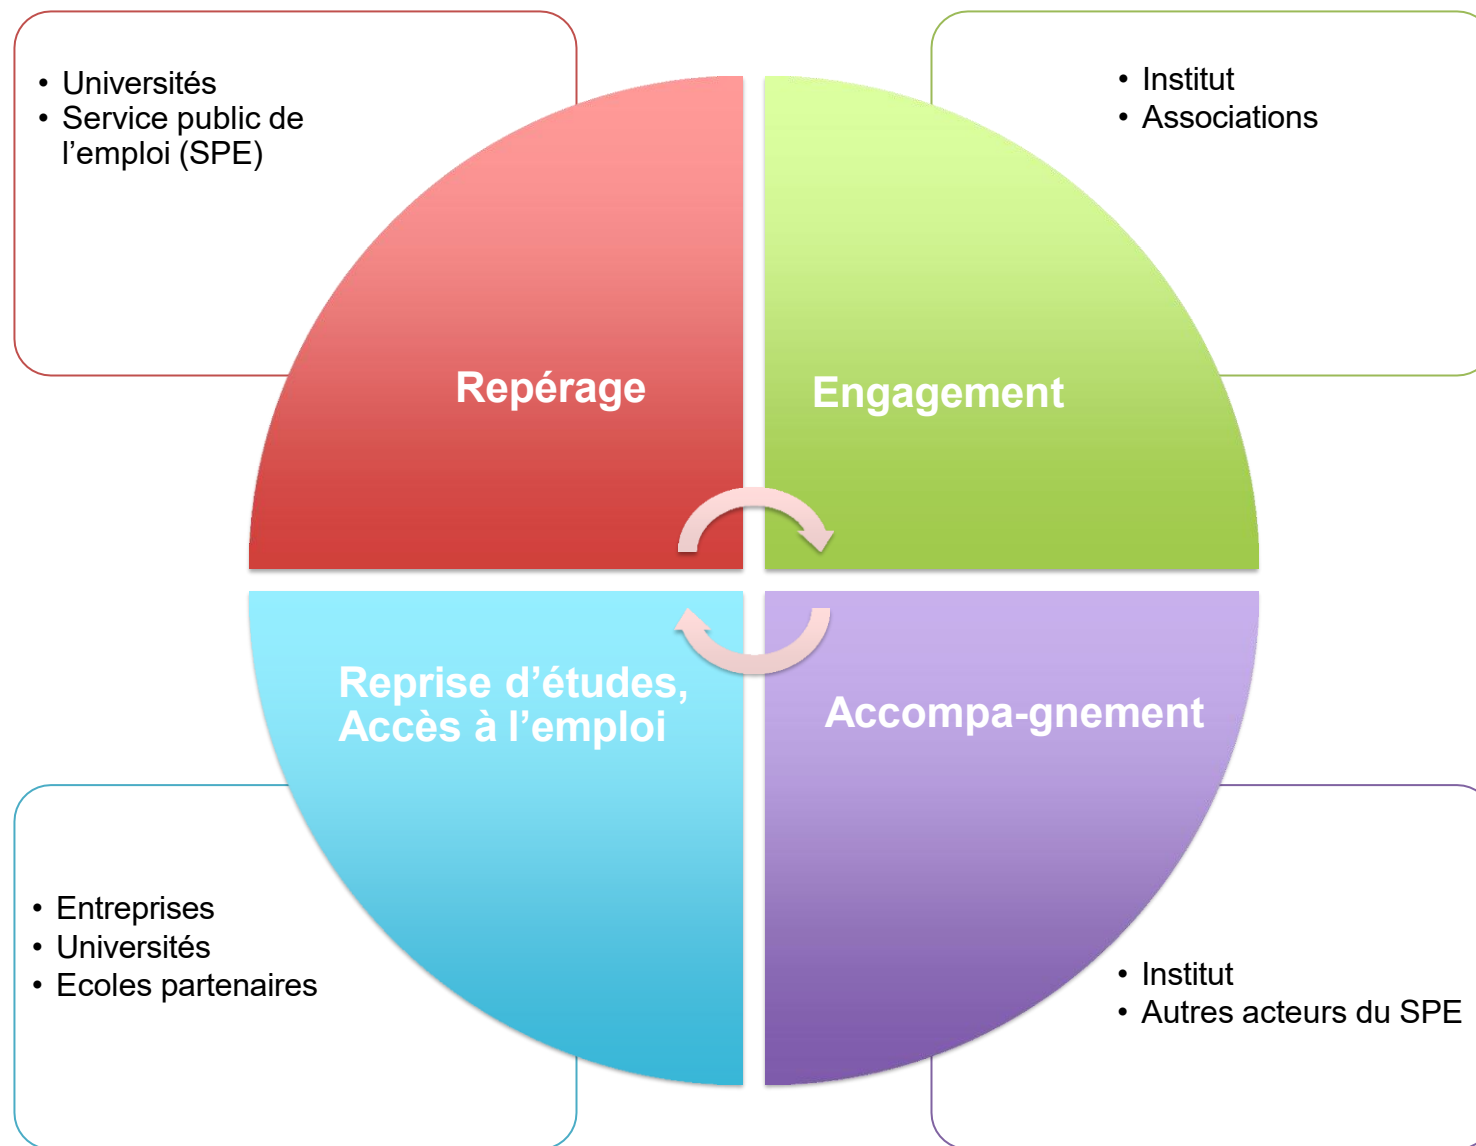 • Universités
• Service public de
l’emploi (SPE)
• Institut
• Associations
Repérage
Engagement
Reprise d’études,
Accès à l’emploi
Accompa-gnement
• Entreprises
• Universités
• Ecoles partenaires
• Institut
• Autres acteurs du SPE